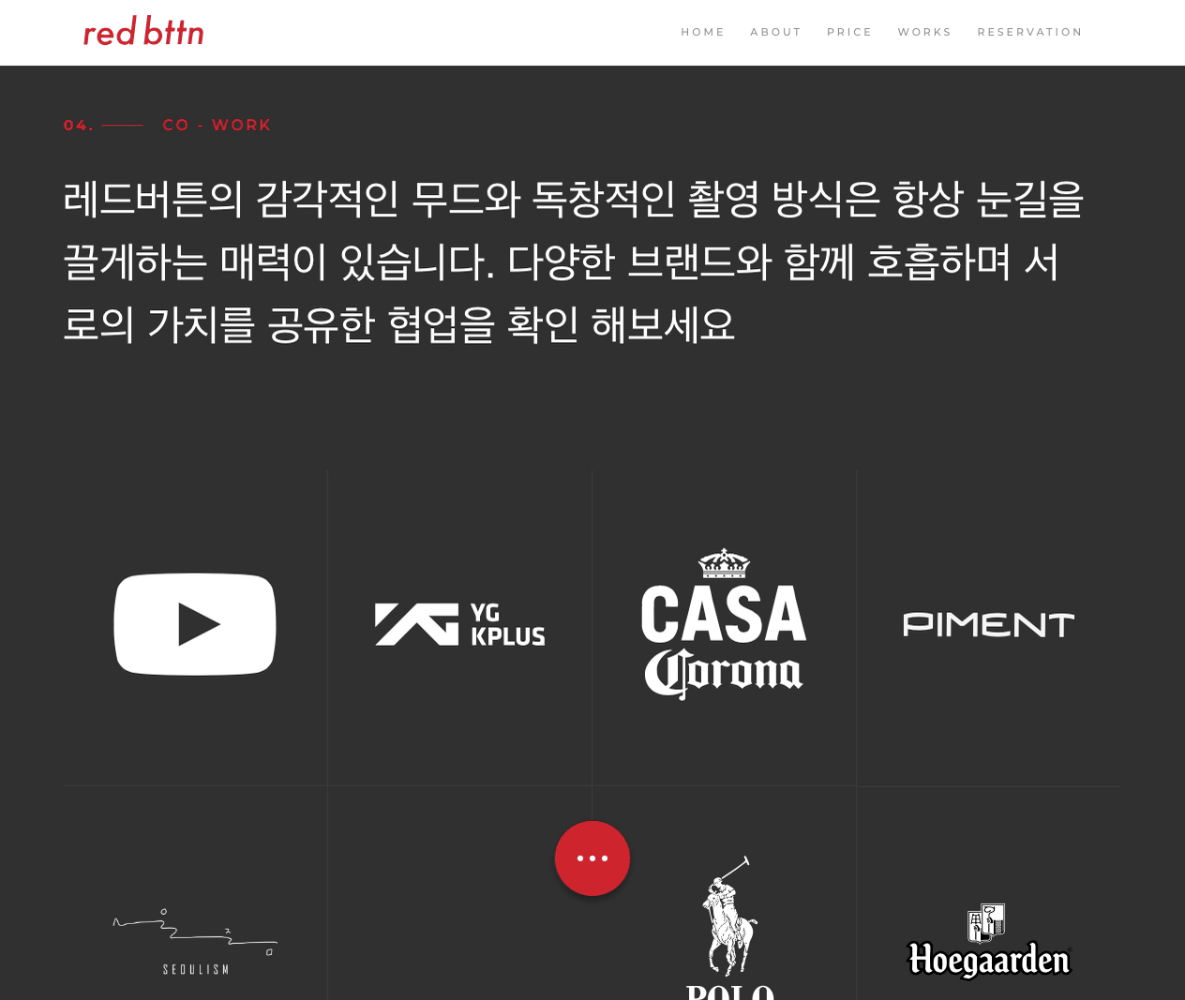 red bttn
HOME ABOUT PRICE WORKS RESERVATION
04. CO - WORK
레드버튼의 감각적인 무드와 독창적인 촬영 방식은 항상 눈길을
끌게하는 매력이 있습니다. 다양한 브랜드와 함께 호흡하며 서
로의 가치를 공유한 협업을 확인 해보세요
YG
KPLUS
CASA
Corona
PIMENT
SEOULISM
POLO
Hoegaarden